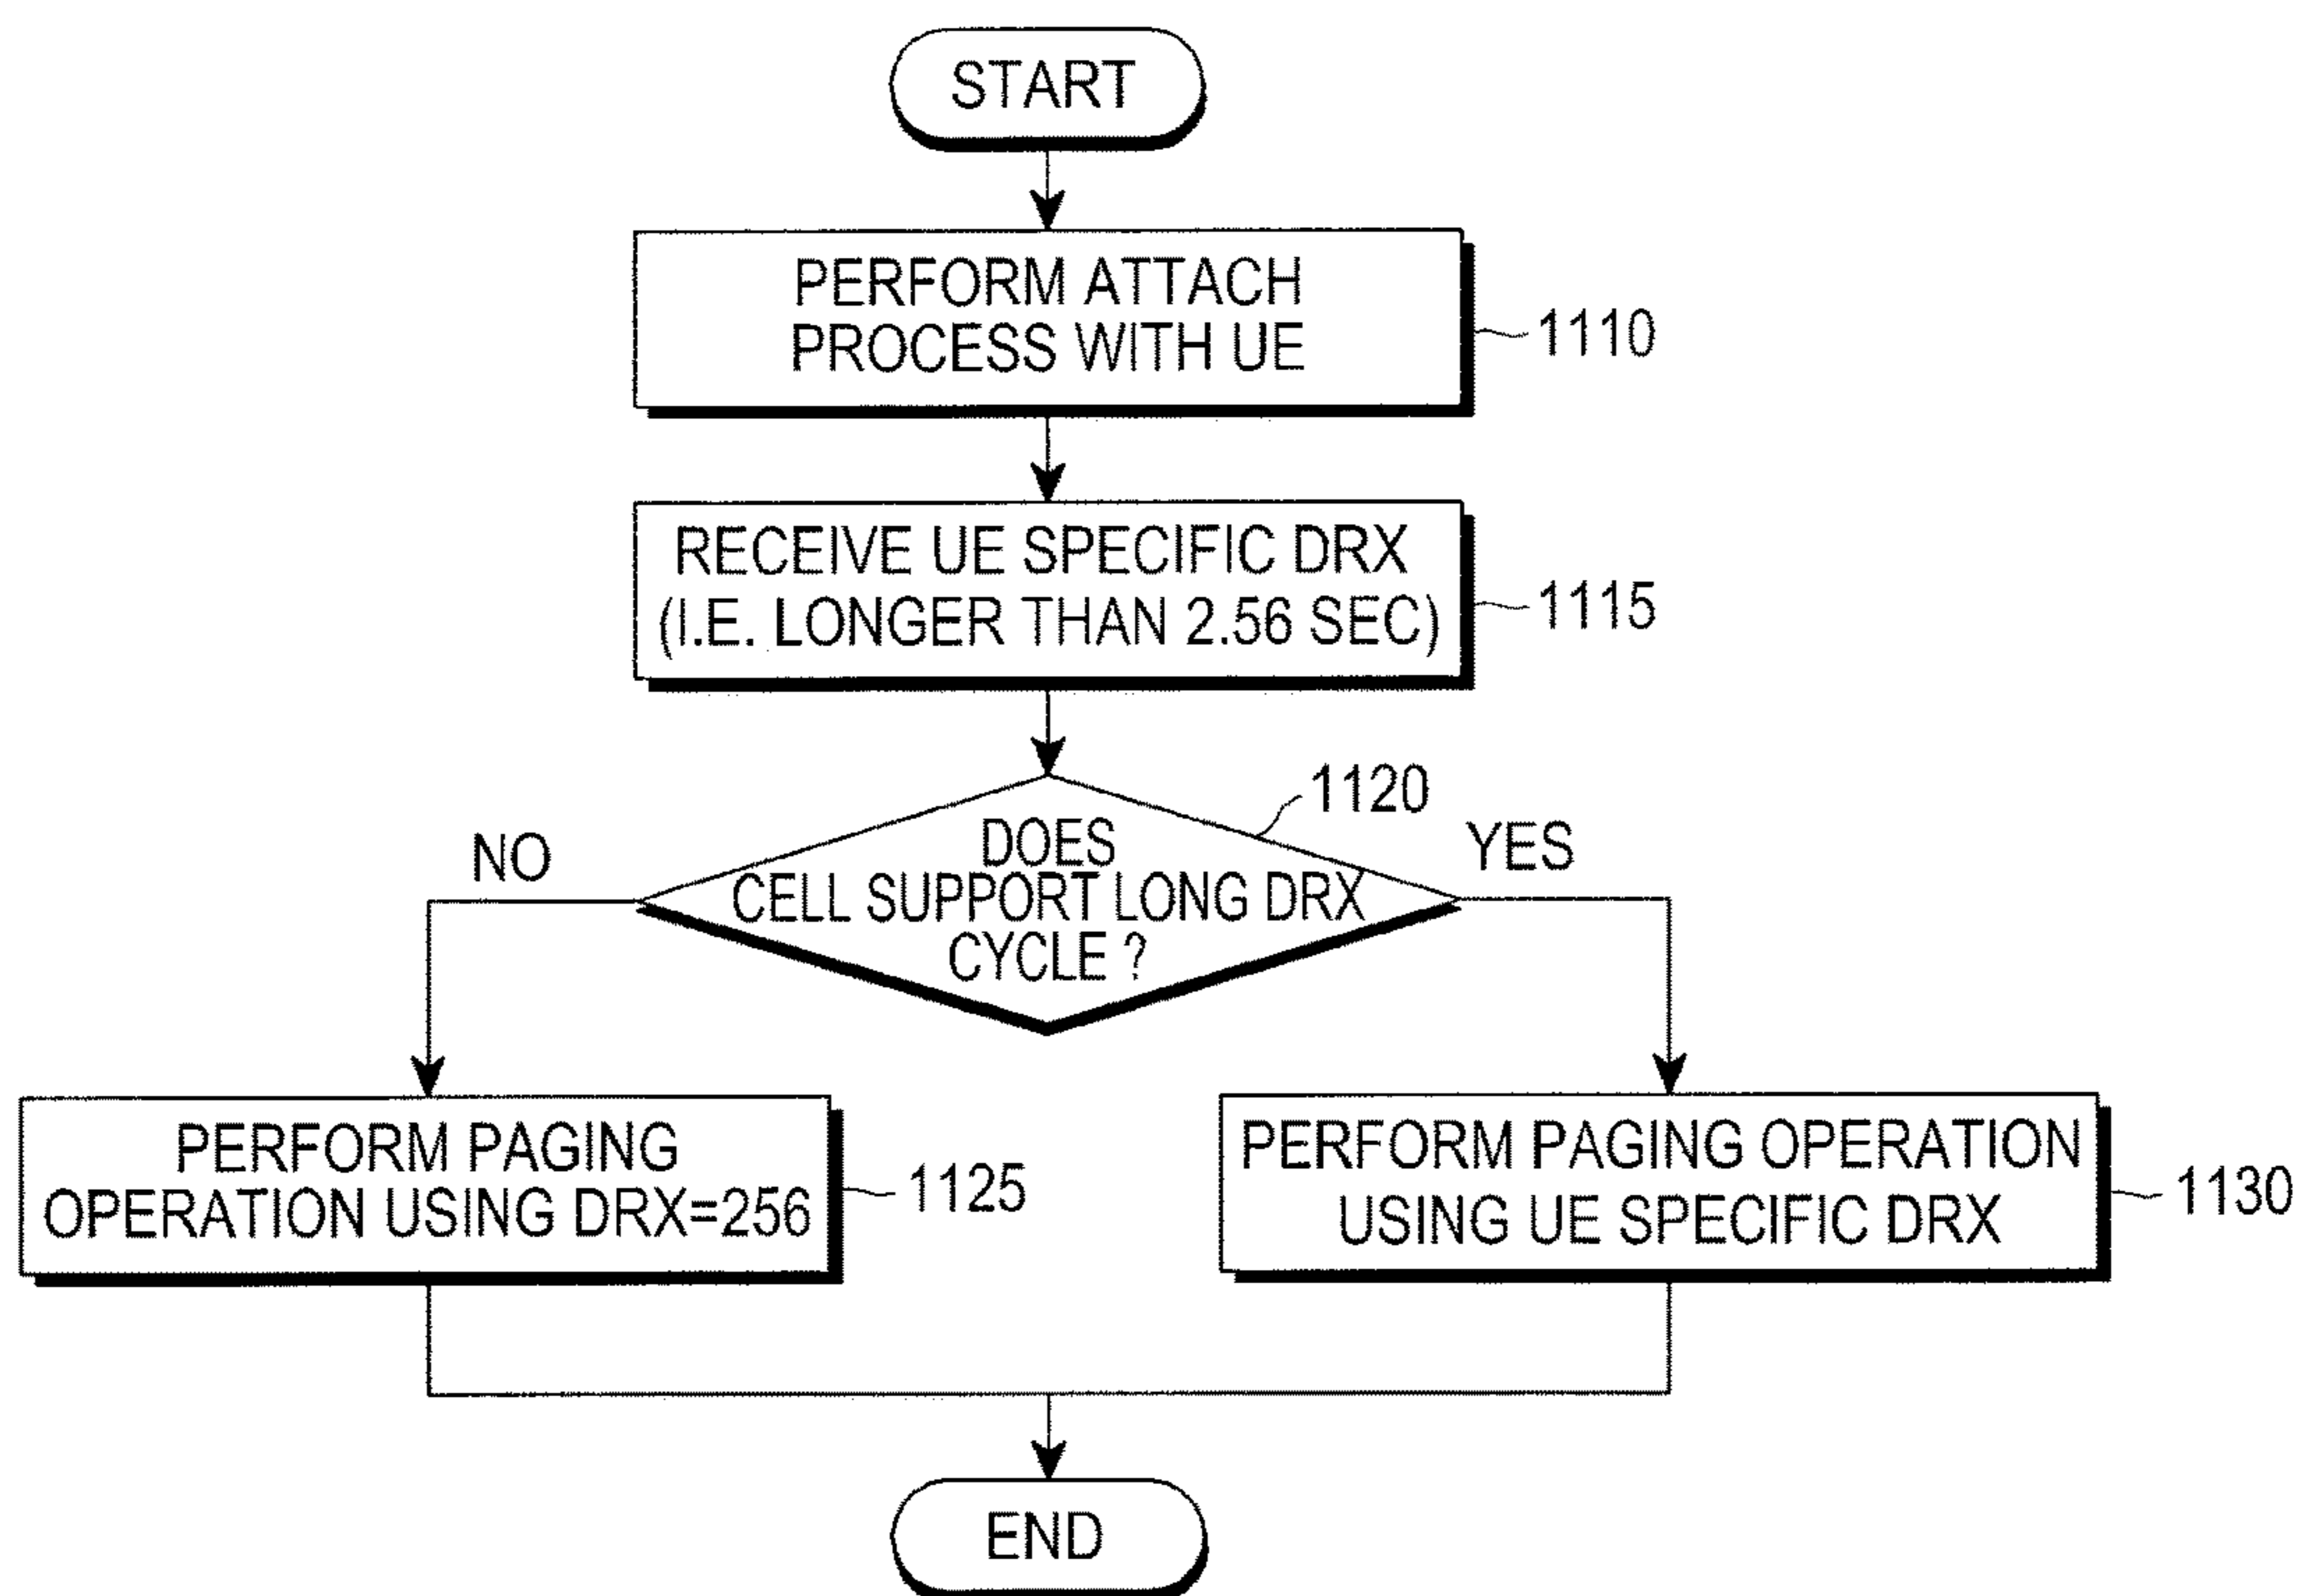 START
PERFORM ATTACH
PROCESS WITH UE
1110
RECEIVE UE SPECIFIC DRX
(I.E. LONGER THAN 2.56 SEC)
1115
1120
NO
YES
DOES
CELL SUPPORT LONG DRX
CYCLE ?
PERFORM PAGING
OPERATION USING DRX=256
1125
PERFORM PAGING OPERATION
USING UE SPECIFIC DRX
1130
END